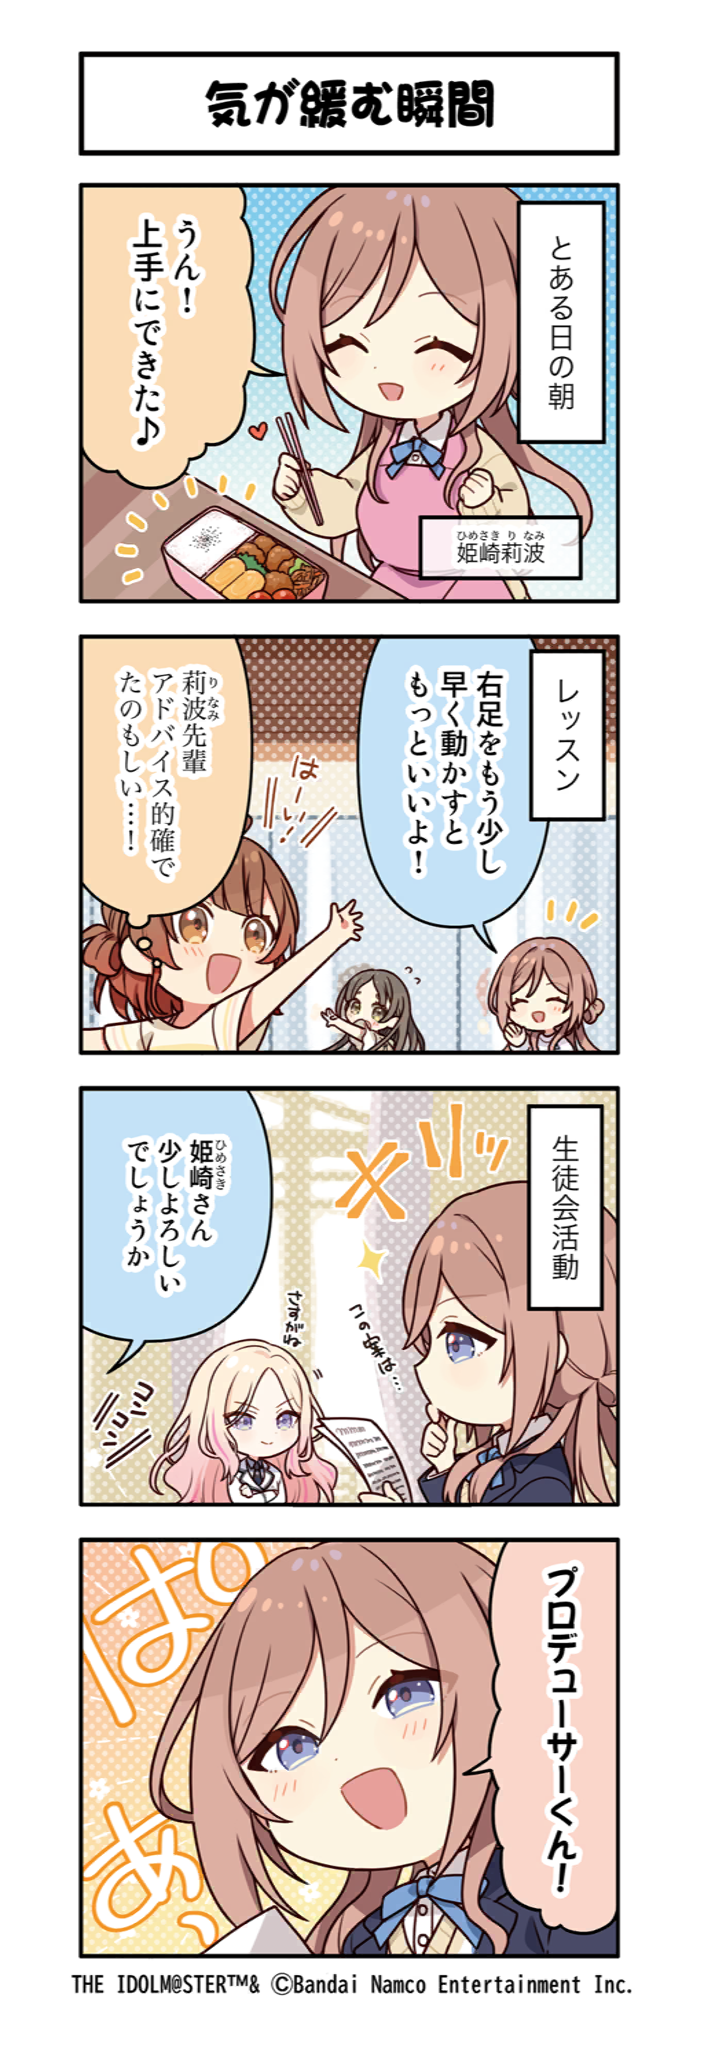 気が緩む瞬間
とある日の朝
うん！
上手にできた♪
ひめさき り なみ
姫崎莉波
レッスン
右足をもう少し
早く動かすと
もっといいよ！
はーい！
り なみ
莉波先輩
アドバイス的確で
たのもしい…！
生徒会活動
キリッ
この案は…
ひめさき
姫崎さん
少しよろしい
でしょうか
さすがね
ニコニコ
プロデューサーくん！
ぱぁ、
THE IDOLM@STER™& ©Bandai Namco Entertainment Inc.